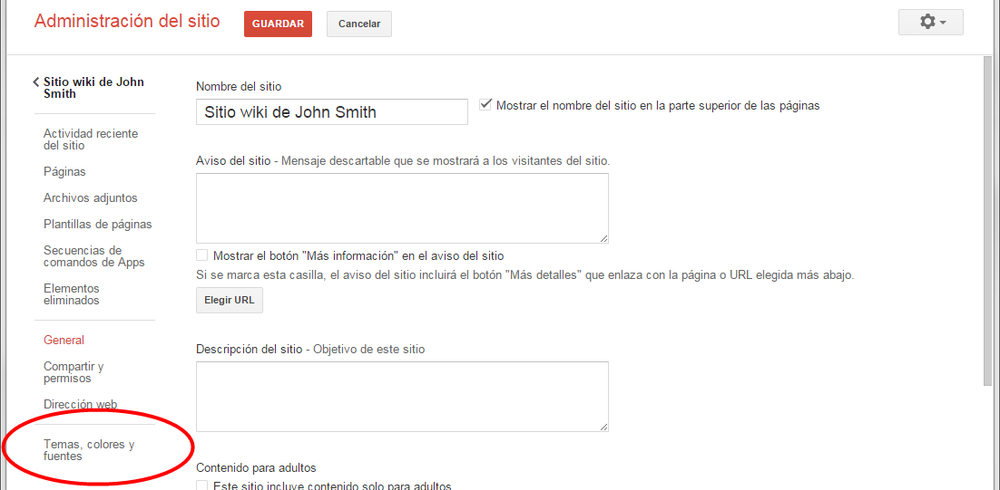 Administración del sitio
GUARDAR
Cancelar
Sitio wiki de John
Smith
Actividad reciente
del sitio
Páginas
Archivos adjuntos
Plantillas de páginas
Secuencias de
comandos de Apps
Elementos
eliminados
General
Compartir y
permisos
Dirección web
Temas, colores y
fuentes
Nombre del sitio
Sitio wiki de John Smith
Mostrar el nombre del sitio en la parte superior de las páginas
Aviso del sitio - Mensaje descartable que se mostrará a los visitantes del sitio.
Mostrar el botón "Más información" en el aviso del sitio
Si se marca esta casilla, el aviso del sitio incluirá el botón "Más detalles" que enlaza con la página o URL elegida más abajo.
Elegir URL
Descripción del sitio - Objetivo de este sitio
Contenido para adultos
Este sitio incluye contenido solo para adultos